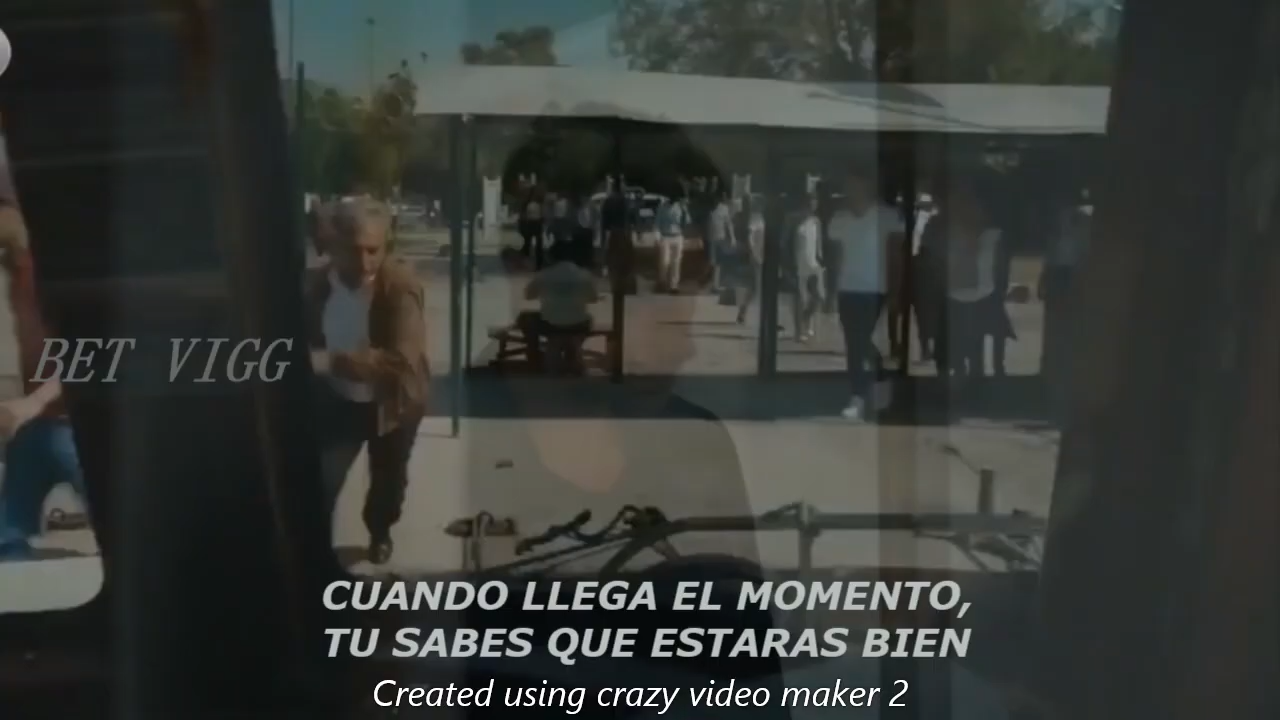 BET VIGG
CUANDO LLEGA EL MOMENTO,
TU SABES QUE ESTARAS BIEN
Created using crazy video maker 2